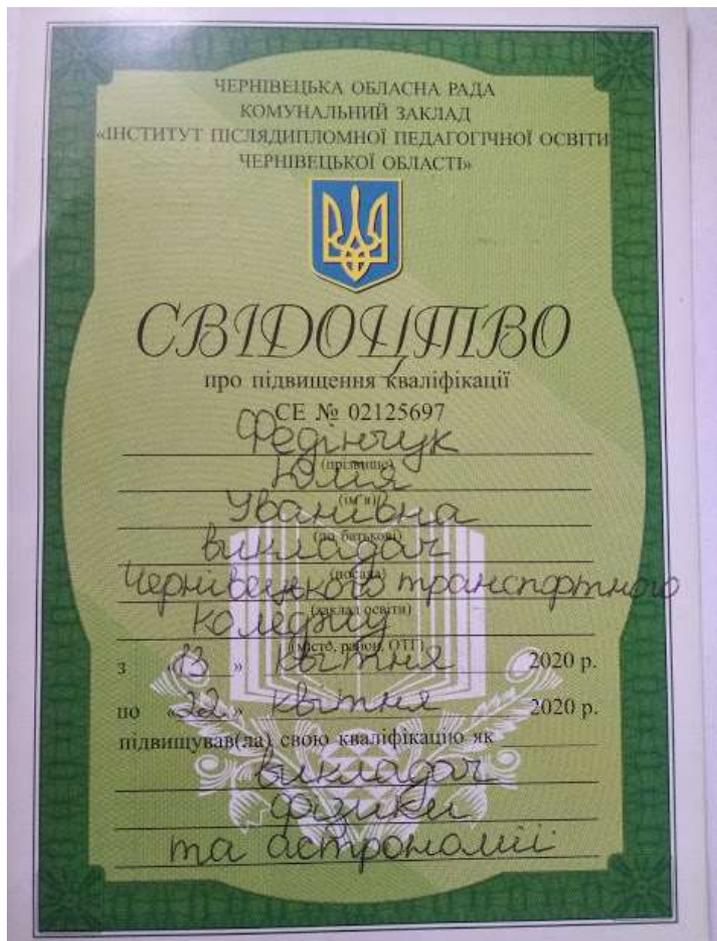 ЧЕРНІВЕЦЬКА ОБЛАСНА РАДА
КОМУНАЛЬНИЙ ЗАКЛАД
«ІНСТИТУТ ПІСЛЯДИПЛОМНОЇ ПЕДАГОГІЧНОЇ ОСВІТИ
ЧЕРНІВЕЦЬКОЇ ОБЛАСТІ»
СВІДОЦТВО
про підвищення кваліфікації
СЕ № 02125697
Федінчук
(прізвище)
Юлія
(ім'я)
Уванівна
(по батькові)
викладач
(посада)
Чернівецького транспортного
(заклад освіти)
коледжу
(місто, район, ОТГ)
з «13» квітня 2020 р.
по «22» квітня 2020 р.
підвищував(ла) свою кваліфікацію як
викладач
фізики
та астрономії